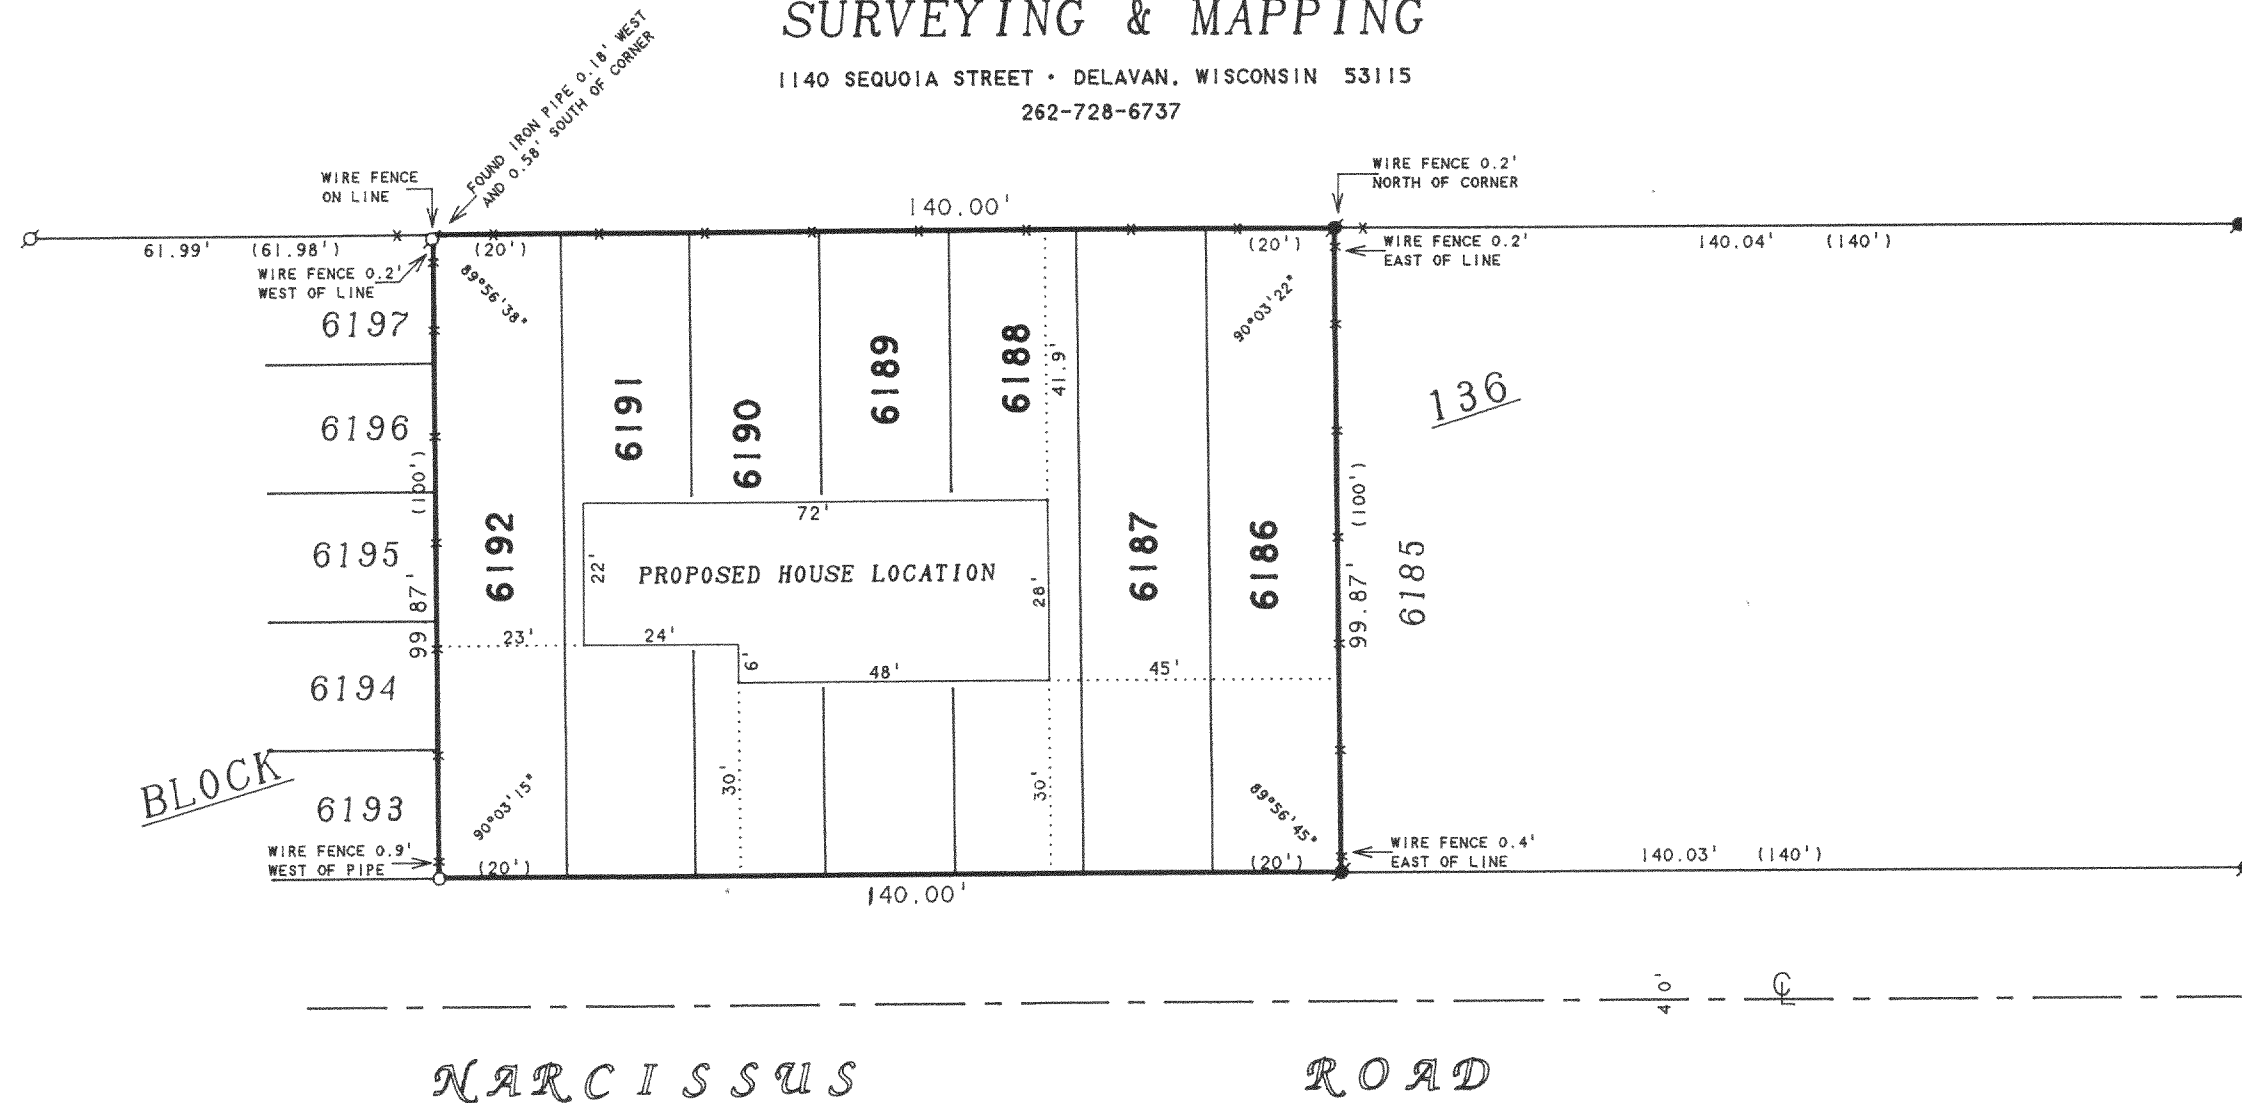 SURVEYING & MAPPING
1140 SEQUOIA STREET • DELAVAN, WISCONSIN 53115
262-728-6737
FOUND IRON PIPE 0.18' WEST
AND 0.58' SOUTH OF CORNER
WIRE FENCE
ON LINE
WIRE FENCE 0.2'
NORTH OF CORNER
140.00'
61.99' (61.98')
(20')
(20')
WIRE FENCE 0.2'
EAST OF LINE
140.04' (140')
WIRE FENCE 0.2'
WEST OF LINE
89°56'38"
90°03'22"
6197
6196
6195
6194
6193
(100')
99.87'
6192
6191
6190
6189
6188
41.9'
6187
6186
(100')
99.87'
6185
136
72'
22'
PROPOSED HOUSE LOCATION
28'
23'
24'
6'
48'
45'
30'
30'
BLOCK
90°03'15"
89°56'45"
WIRE FENCE 0.9'
WEST OF PIPE
(20')
(20')
WIRE FENCE 0.4'
EAST OF LINE
140.03' (140')
140.00'
40'
CL
NARCISSUS ROAD